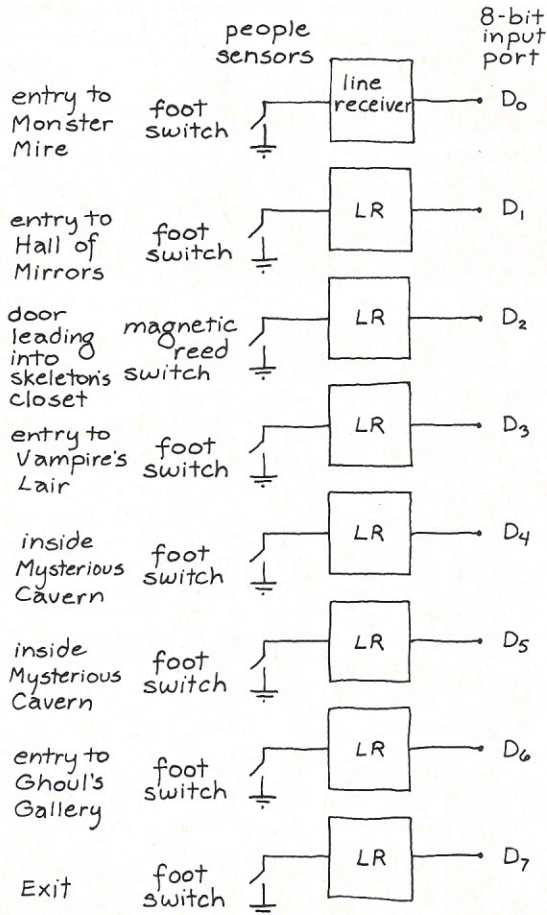 people
sensors
8-bit
input
port
entry to
Monster
Mire
foot
switch
line
receiver
D0
entry to
Hall of
Mirrors
foot
switch
LR
D1
door
leading
into
skeleton's
closet
magnetic
reed
switch
LR
D2
entry to
Vampire's
Lair
foot
switch
LR
D3
inside
Mysterious
Cavern
foot
switch
LR
D4
inside
Mysterious
Cavern
foot
switch
LR
D5
entry to
Ghoul's
Gallery
foot
switch
LR
D6
Exit
foot
switch
LR
D7